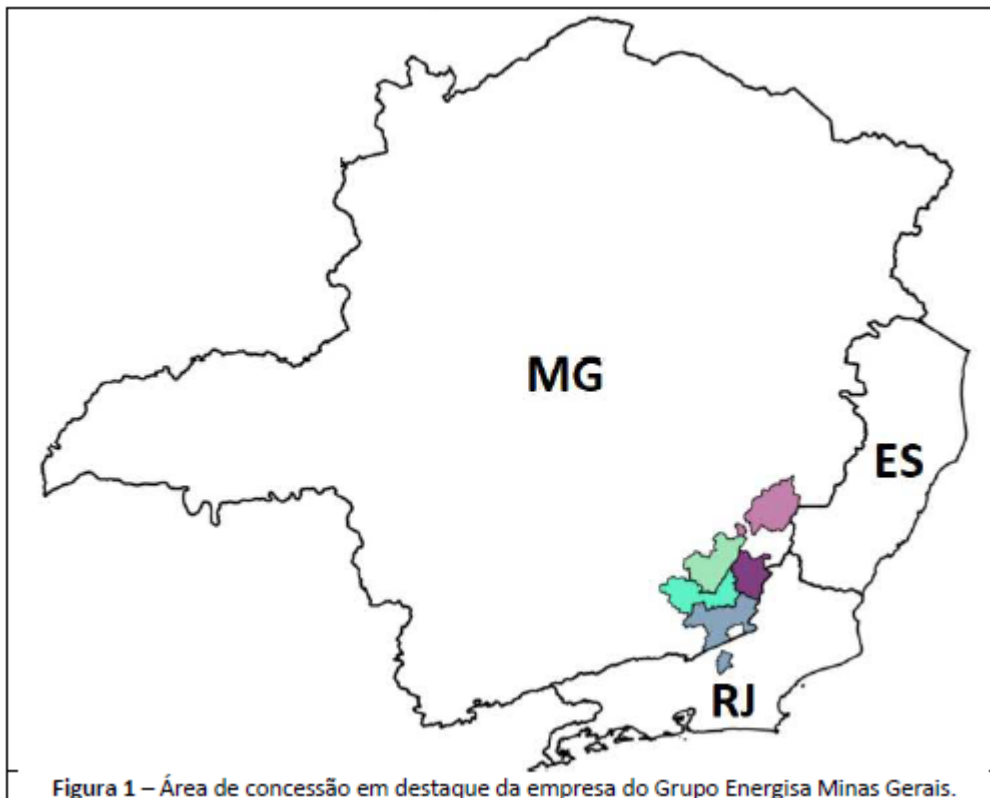 MG
ES
RJ
Figura 1 – Área de concessão em destaque da empresa do Grupo Energisa Minas Gerais.